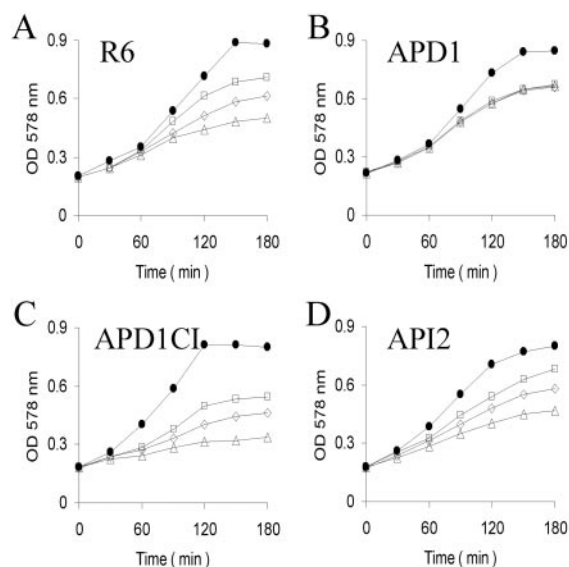 A
R6
0.9
0.6
0.3
0
OD 578 nm
0 60 120 180
Time ( min )
B
APD1
0.9
0.6
0.3
0
OD 578 nm
0 60 120 180
Time ( min )
C
APD1CI
0.9
0.6
0.3
0
OD 578 nm
0 60 120 180
Time ( min )
D
API2
0.9
0.6
0.3
0
OD 578 nm
0 60 120 180
Time ( min )